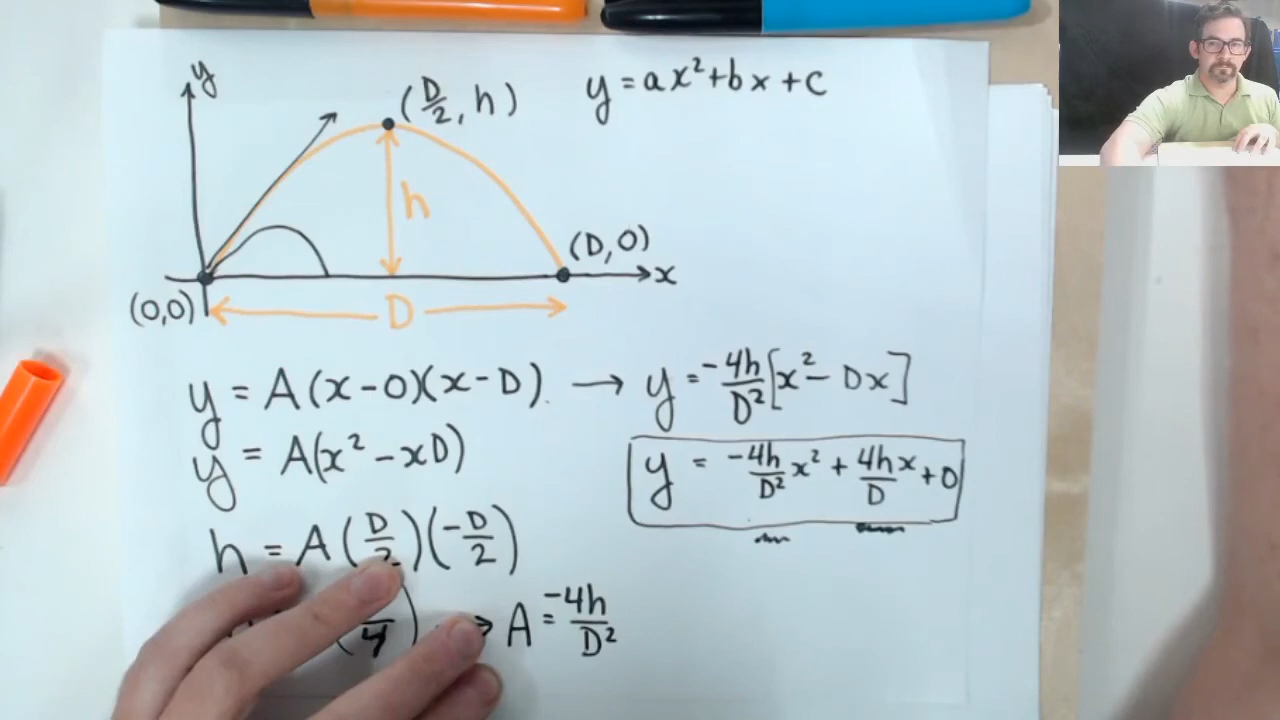 y
(D/2, h)
y = ax² + bx + c
h
(D, 0)
x
(0,0)
D
y = A(x - 0)(x - D). → y = -4h/D² [x² - Dx]
y = A(x² - xD)
y = -4h/D² x² + 4h/D x + 0
h = A(D/2)(-D/2)
4) → A = -4h/D²